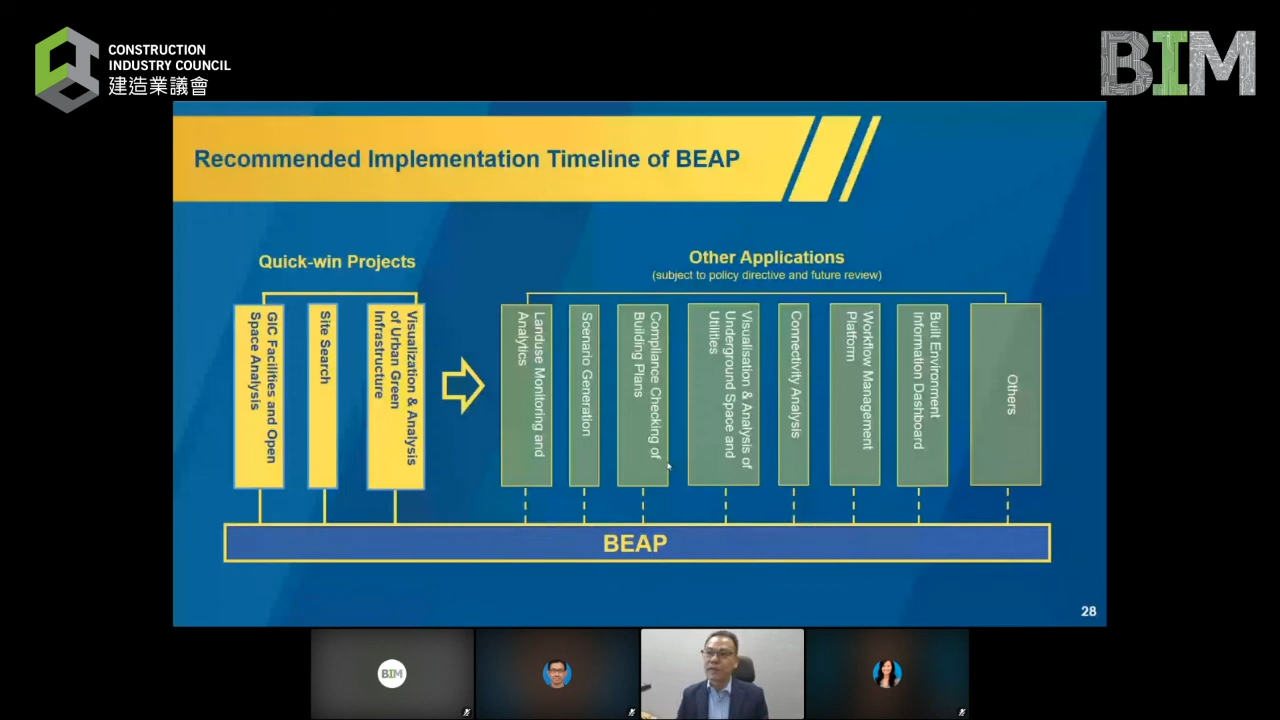 CONSTRUCTION
INDUSTRY COUNCIL
建造業議會
BIM
Recommended Implementation Timeline of BEAP
Quick-win Projects
GIC Facilities and Open
Space Analysis
Site Search
Visualization & Analysis
of Urban Green
Infrastructure
Other Applications
(subject to policy directive and future review)
Landuse Monitoring and
Analytics
Scenario Generation
Compliance Checking of
Building Plans
Visualisation & Analysis of
Underground Space and
Utilities
Connectivity Analysis
Workflow Management
Platform
Built Environment
Information Dashboard
Others
BEAP
28
BIM